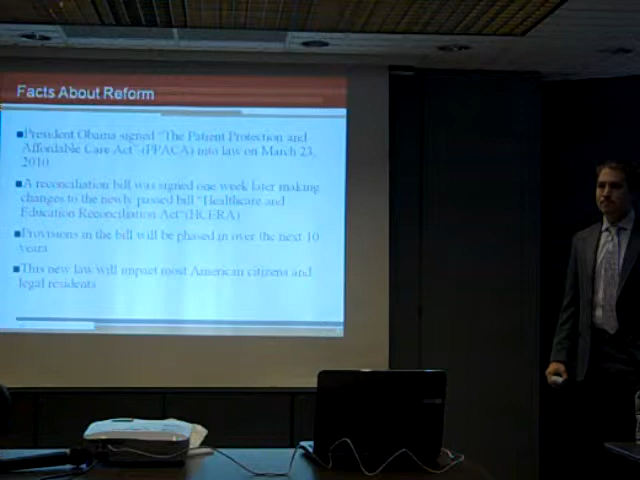 Facts About Reform
■President Obama signed "The Patient Protection and
Affordable Care Act" (PPACA) into law on March 23,
2010
■A reconciliation bill was signed one week later making
changes to the newly passed bill "Healthcare and
Education Reconciliation Act"(HCERA)
■Provisions in the bill will be phased in over the next 10
years
■This new law will impact most American citizens and
legal residents